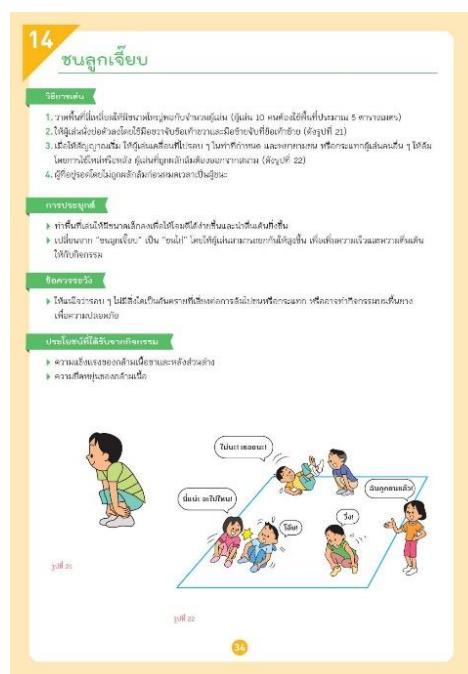 14
ชนลูกเจี๊ยบ
วิธีการเล่น
1. วาดพื้นที่สี่เหลี่ยมให้มีขนาดใหญ่พอกับจำนวนผู้เล่น (ผู้เล่น 10 คนต้องใช้พื้นที่ประมาณ 5 ตารางเมตร)
2. ให้ผู้เล่นนั่งย่อตัวลงโดยใช้มือขวาจับข้อเท้าขวาและมือซ้ายจับที่ข้อเท้าซ้าย (ดังรูปที่ 21)
3. เมื่อให้สัญญาณเริ่ม ให้ผู้เล่นเคลื่อนที่ไปรอบ ๆ ในท่าที่กำหนด และพยายามชน หรือกระแทกผู้เล่นคนอื่น ๆ ให้ล้ม
โดยการใช้ไหล่หรือหลัง ผู้เล่นที่ถูกผลักล้มต้องออกจากสนาม (ดังรูปที่ 22)
4. ผู้ที่อยู่รอดโดยไม่ถูกผลักล้มก่อนหมดเวลาเป็นผู้ชนะ
การประยุกต์
ทำพื้นที่เล่นให้มีขนาดเล็กลงเพื่อให้โจมตีได้ง่ายขึ้นและน่าตื่นเต้นยิ่งขึ้น
เปลี่ยนจาก "ชนลูกเจี๊ยบ" เป็น "ชนไก่" โดยให้ผู้เล่นสามารถยกก้นให้สูงขึ้น เพื่อเพิ่มความเร็วและความตื่นเต้น
ให้กับกิจกรรม
ข้อควรระวัง
ให้แน่ใจว่ารอบ ๆ ไม่มีสิ่งใดเป็นอันตรายที่เสี่ยงต่อการล้มไปชนหรือกระแทก หรืออาจทำกิจกรรมบนพื้นยาง
เพื่อความปลอดภัย
ประโยชน์ที่ได้รับจากกิจกรรม
ความแข็งแรงของกล้ามเนื้อขาและหลังส่วนล่าง
ความยืดหยุ่นของกล้ามเนื้อ
ไม่นะ! เธอชนะ!
นี่แน่ะ จะไปไหน!
ฉันถูกชนแล้ว!
วิ่ง!
โอ๊ย!
รูปที่ 21
รูปที่ 22
34